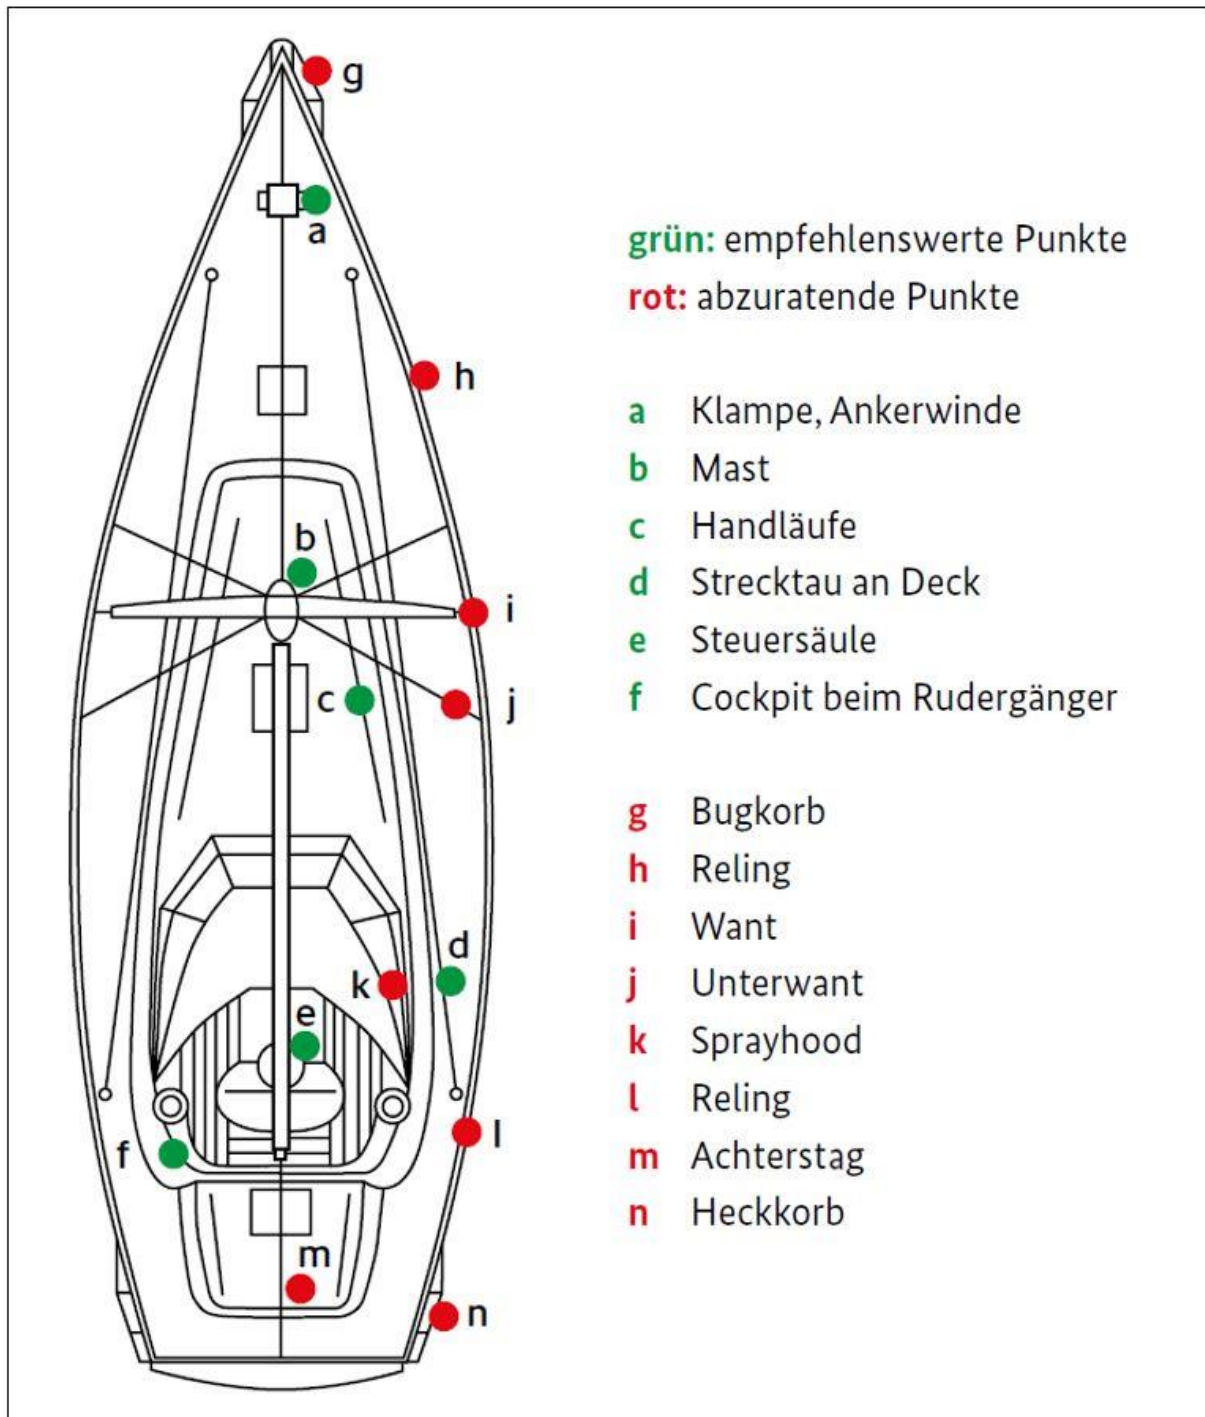 g
a
h
b
i
c
j
d
k
e
f
l
m
n
grün: empfehlenswerte Punkte
rot: abzuratende Punkte
a Klampe, Ankerwinde
b Mast
c Handläufe
d Strecktau an Deck
e Steuersäule
f Cockpit beim Rudergänger
g Bugkorb
h Reling
i Want
j Unterwant
k Sprayhood
l Reling
m Achterstag
n Heckkorb